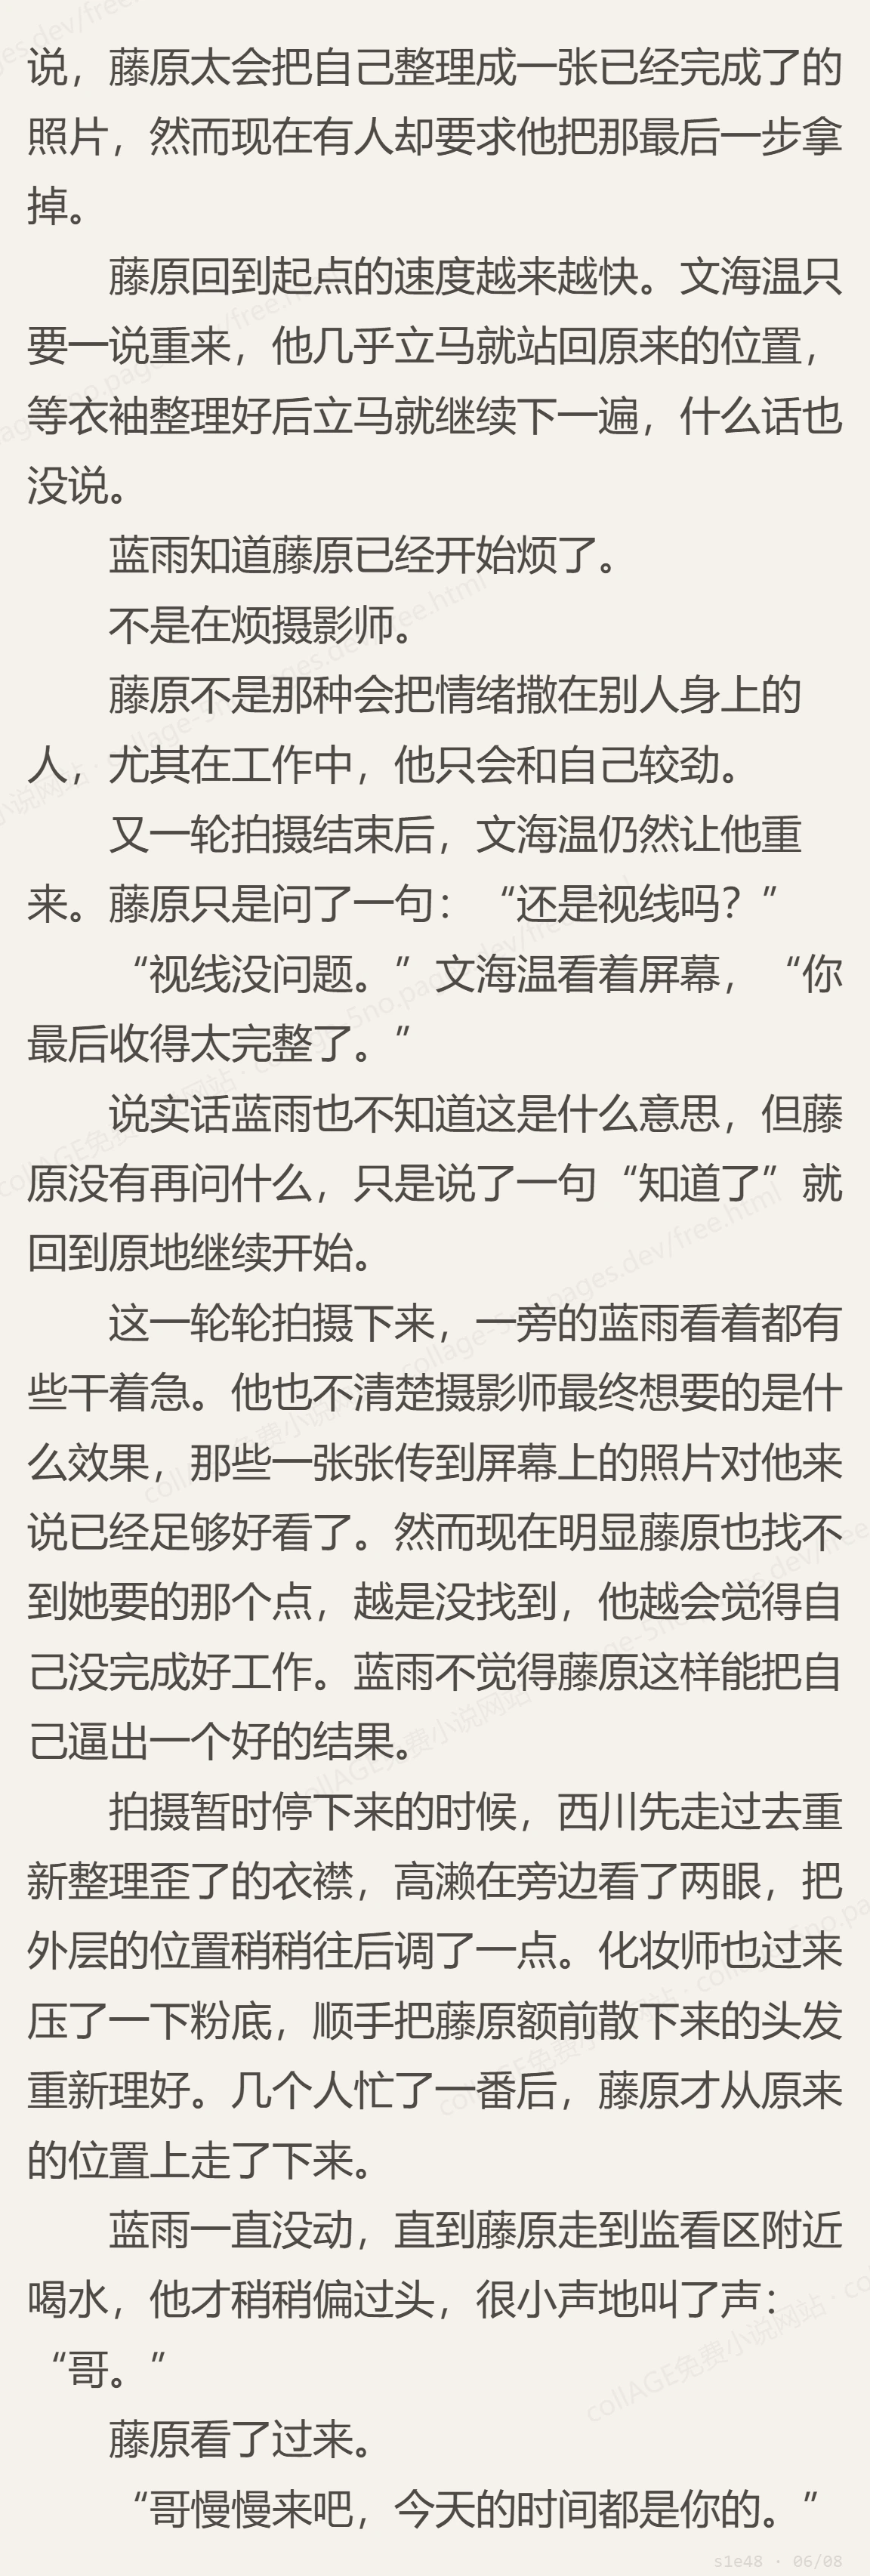 说，藤原太会把自己整理成一张已经完成了的
照片，然而现在有人却要求他把那最后一步拿
掉。
藤原回到起点的速度越来越快。文海温只
要一说重来，他几乎立马就站回原来的位置，
等衣袖整理好后立马就继续下一遍，什么话也
没说。
蓝雨知道藤原已经开始烦了。
不是在烦摄影师。
藤原不是那种会把情绪撒在别人身上的
人，尤其在工作中，他只会和自己较劲。
又一轮拍摄结束后，文海温仍然让他重
来。藤原只是问了一句：“还是视线吗？”
“视线没问题。”文海温看着屏幕，“你
最后收得太完整了。”
说实话蓝雨也不知道这是什么意思，但藤
原没有再问什么，只是说了一句“知道了”就
回到原地继续开始。
这一轮轮拍摄下来，一旁的蓝雨看着都有
些干着急。他也不清楚摄影师最终想要的是什
么效果，那些一张张传到屏幕上的照片对他来
说已经足够好看了。然而现在明显藤原也找不
到她要的那个点，越是没找到，他越会觉得自
己没完成好工作。蓝雨不觉得藤原这样能把自
己逼出一个好的结果。
拍摄暂时停下来的时候，西川先走过去重
新整理歪了的衣襟，高濑在旁边看了两眼，把
外层的位置稍稍往后调了一点。化妆师也过来
压了一下粉底，顺手把藤原额前散下来的头发
重新理好。几个人忙了一番后，藤原才从原来
的位置上走了下来。
蓝雨一直没动，直到藤原走到监看区附近
喝水，他才稍稍偏过头，很小声地叫了声：
“哥。”
藤原看了过来。
“哥慢慢来吧，今天的时间都是你的。”
s1e48 · 06/08
collAGE免费小说网站 · collage-5no.pages.dev/free.html